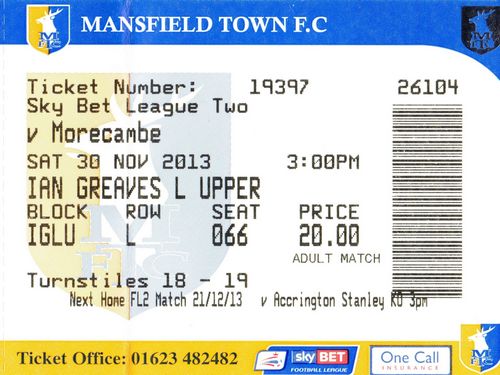 MANSFIELD TOWN F.C
Ticket Number: 19397 26104
Sky Bet League Two
v Morecambe
SAT 30 NOV 2013 3:00PM
IAN GREAVES L UPPER
BLOCK ROW SEAT PRICE
IGLU L 066 20.00
ADULT MATCH
Turnstiles 18 - 19
Next Home FL2 Match 21/12/13 v Accrington Stanley KO 3pm
Ticket Office: 01623 482482
sky BET
FOOTBALL LEAGUE
One Call
INSURANCE
M
F C